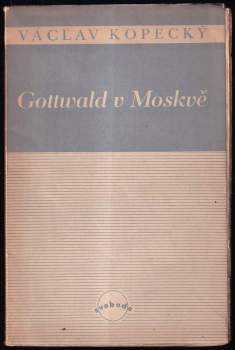 VÁCLAV KOPECKÝ
Gottwald v Moskvě
svoboda